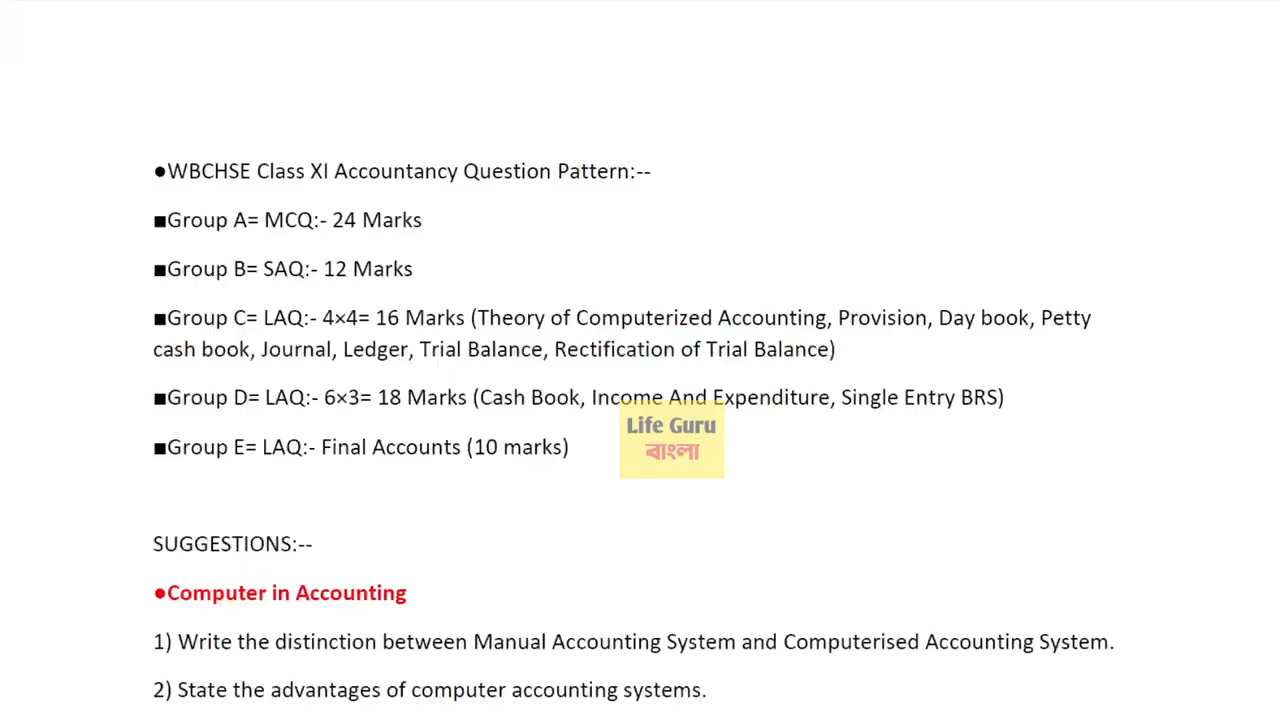 ●WBCHSE Class XI Accountancy Question Pattern:--
■Group A= MCQ:- 24 Marks
■Group B= SAQ:- 12 Marks
■Group C= LAQ:- 4×4= 16 Marks (Theory of Computerized Accounting, Provision, Day book, Petty
cash book, Journal, Ledger, Trial Balance, Rectification of Trial Balance)
■Group D= LAQ:- 6×3= 18 Marks (Cash Book, Income And Expenditure, Single Entry BRS)
Life Guru
বাংলা
■Group E= LAQ:- Final Accounts (10 marks)
SUGGESTIONS:--
●Computer in Accounting
1) Write the distinction between Manual Accounting System and Computerised Accounting System.
2) State the advantages of computer accounting systems.